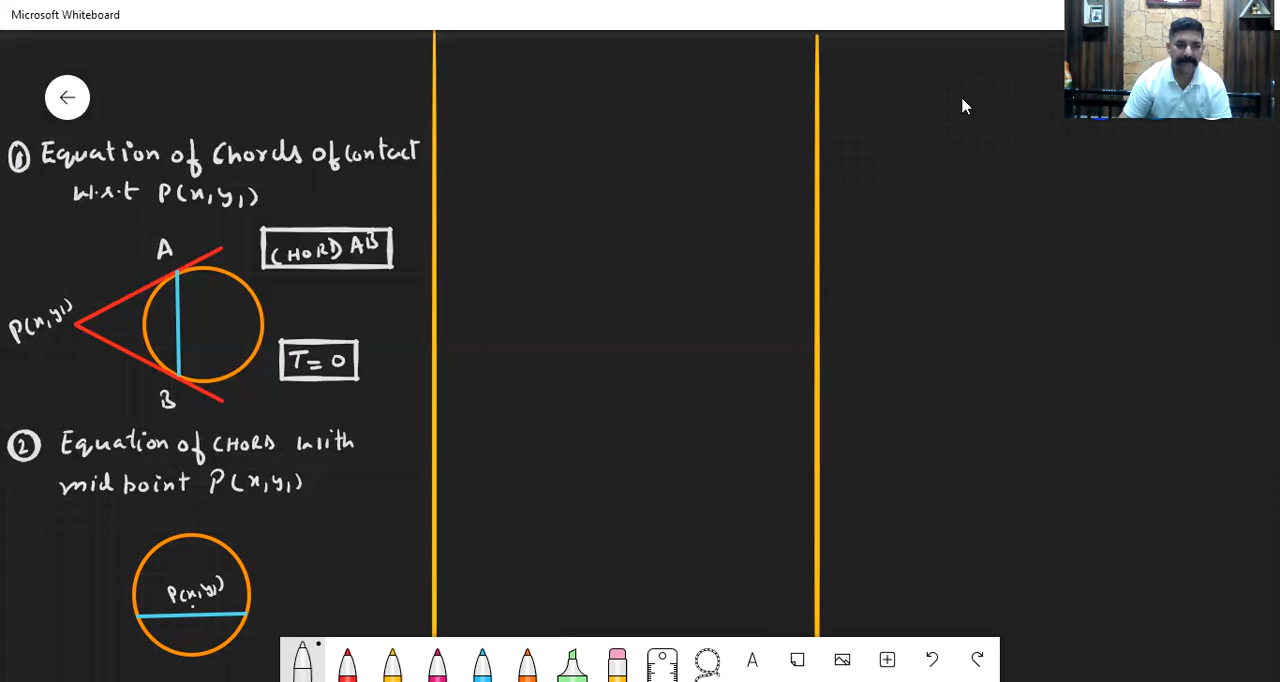 Microsoft Whiteboard
① Equation of Chords of Contact
w.r.t P(x,y₁)
A
CHORD AB
P(x,y₁)
T = 0
B
② Equation of CHORD with
mid point P(x,y₁)
P(x,y₁)
A